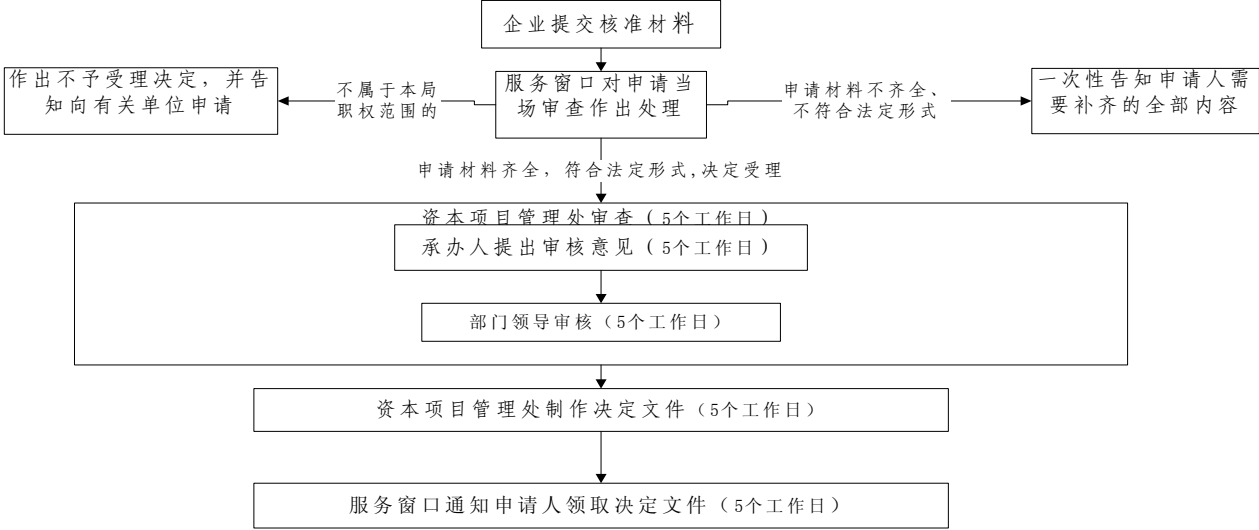 企业提交核准材料
作出不予受理决定，并告
知向有关单位申请
不属于本局
职权范围的
服务窗口对申请当
场审查作出处理
申请材料不齐全、
不符合法定形式
一次性告知申请人需
要补齐的全部内容
申请材料齐全，符合法定形式,决定受理
资本项目管理处审查（5个工作日）
承办人提出审核意见（5个工作日）
部门领导审核（5个工作日）
资本项目管理处制作决定文件（5个工作日）
服务窗口通知申请人领取决定文件（5个工作日）